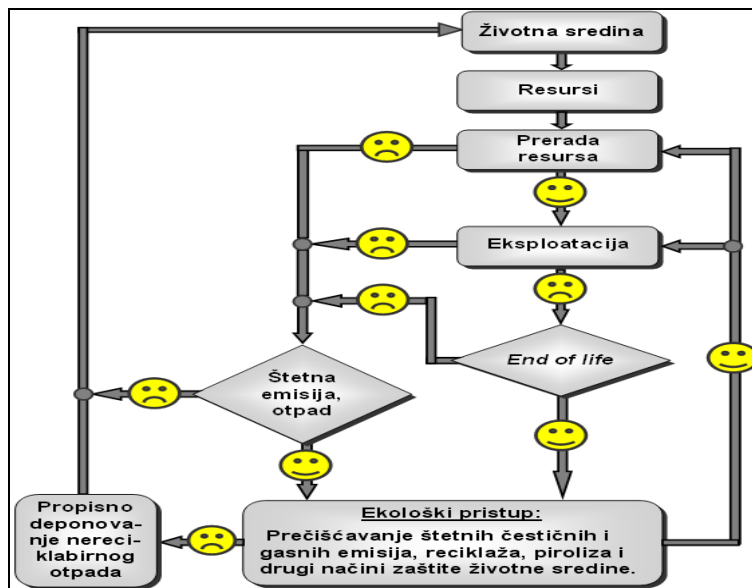 Životna sredina
Resursi
Prerada
resursa
Eksploatacija
End of life
Štetna
emisija,
otpad
Ekološki pristup:
Prečišćavanje štetnih čestičnih i
gasnih emisija, reciklaža, piroliza i
drugi načini zaštite životne sredine.
Propisno
deponova-
nje nereci-
klabirnog
otpada